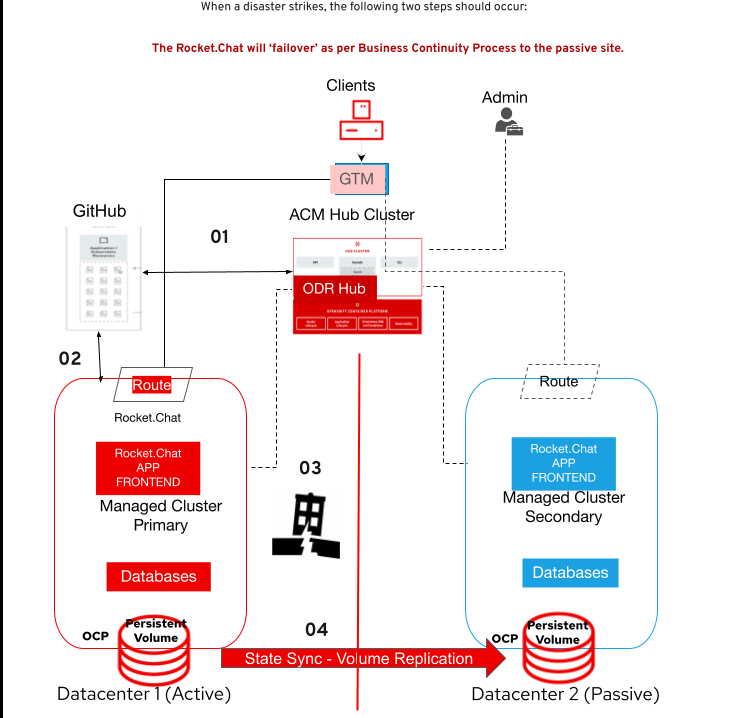 When a disaster strikes, the following two steps should occur:
The Rocket.Chat will ‘failover’ as per Business Continuity Process to the passive site.
Clients
Admin
GTM
GitHub
ACM Hub Cluster
01
HUB CLUSTER
ODR Hub
OPENSHIFT CONTAINER PLATFORM
02
Route
Route
Rocket.Chat
Rocket.Chat
APP
FRONTEND
Managed Cluster
Primary
03
Rocket.Chat
APP
FRONTEND
Managed Cluster
Secondary
Databases
Databases
Persistent
Volume
OCP
04
State Sync - Volume Replication
OCP
Persistent
Volume
Datacenter 1 (Active)
Datacenter 2 (Passive)